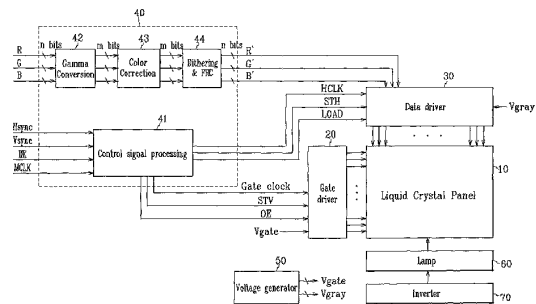 40
n bits 42 m bits 43 m bits 44 n bits
R R'
G G'
B B'
Gamma Conversion
Color Correction
Dithering & FRC
30
HCLK
STH
LOAD
Data driver
Vgray
Hsync
Vsync
DE
MCLK
41
Control signal processing
20
Gate driver
10
Liquid Crystal Panel
Gate clock
STV
OE
Vgate
Lamp
60
50
Voltage generator
Vgate
Vgray
Inverter
70